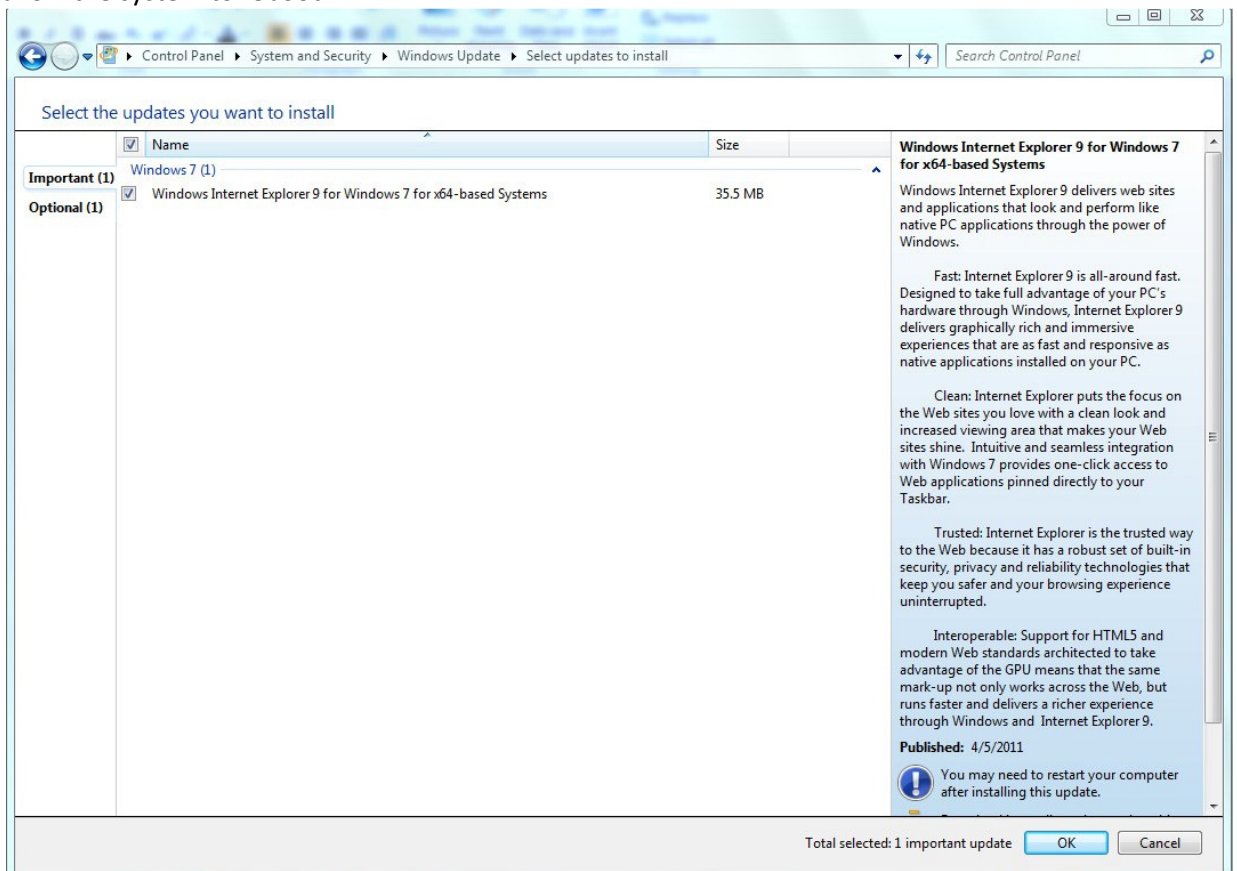 Control Panel ▸ System and Security ▸ Windows Update ▸ Select updates to install
Search Control Panel
Select the updates you want to install
Name Size
Important (1)
Optional (1)
Windows 7 (1)
Windows Internet Explorer 9 for Windows 7 for x64-based Systems 35.5 MB
Windows Internet Explorer 9 for Windows 7
for x64-based Systems
Windows Internet Explorer 9 delivers web sites
and applications that look and perform like
native PC applications through the power of
Windows.
Fast: Internet Explorer 9 is all-around fast.
Designed to take full advantage of your PC's
hardware through Windows, Internet Explorer 9
delivers graphically rich and immersive
experiences that are as fast and responsive as
native applications installed on your PC.
Clean: Internet Explorer puts the focus on
the Web sites you love with a clean look and
increased viewing area that makes your Web
sites shine. Intuitive and seamless integration
with Windows 7 provides one-click access to
Web applications pinned directly to your
Taskbar.
Trusted: Internet Explorer is the trusted way
to the Web because it has a robust set of built-in
security, privacy and reliability technologies that
keep you safer and your browsing experience
uninterrupted.
Interoperable: Support for HTML5 and
modern Web standards architected to take
advantage of the GPU means that the same
mark-up not only works across the Web, but
runs faster and delivers a richer experience
through Windows and Internet Explorer 9.
Published: 4/5/2011
You may need to restart your computer
after installing this update.
Total selected: 1 important update OK Cancel